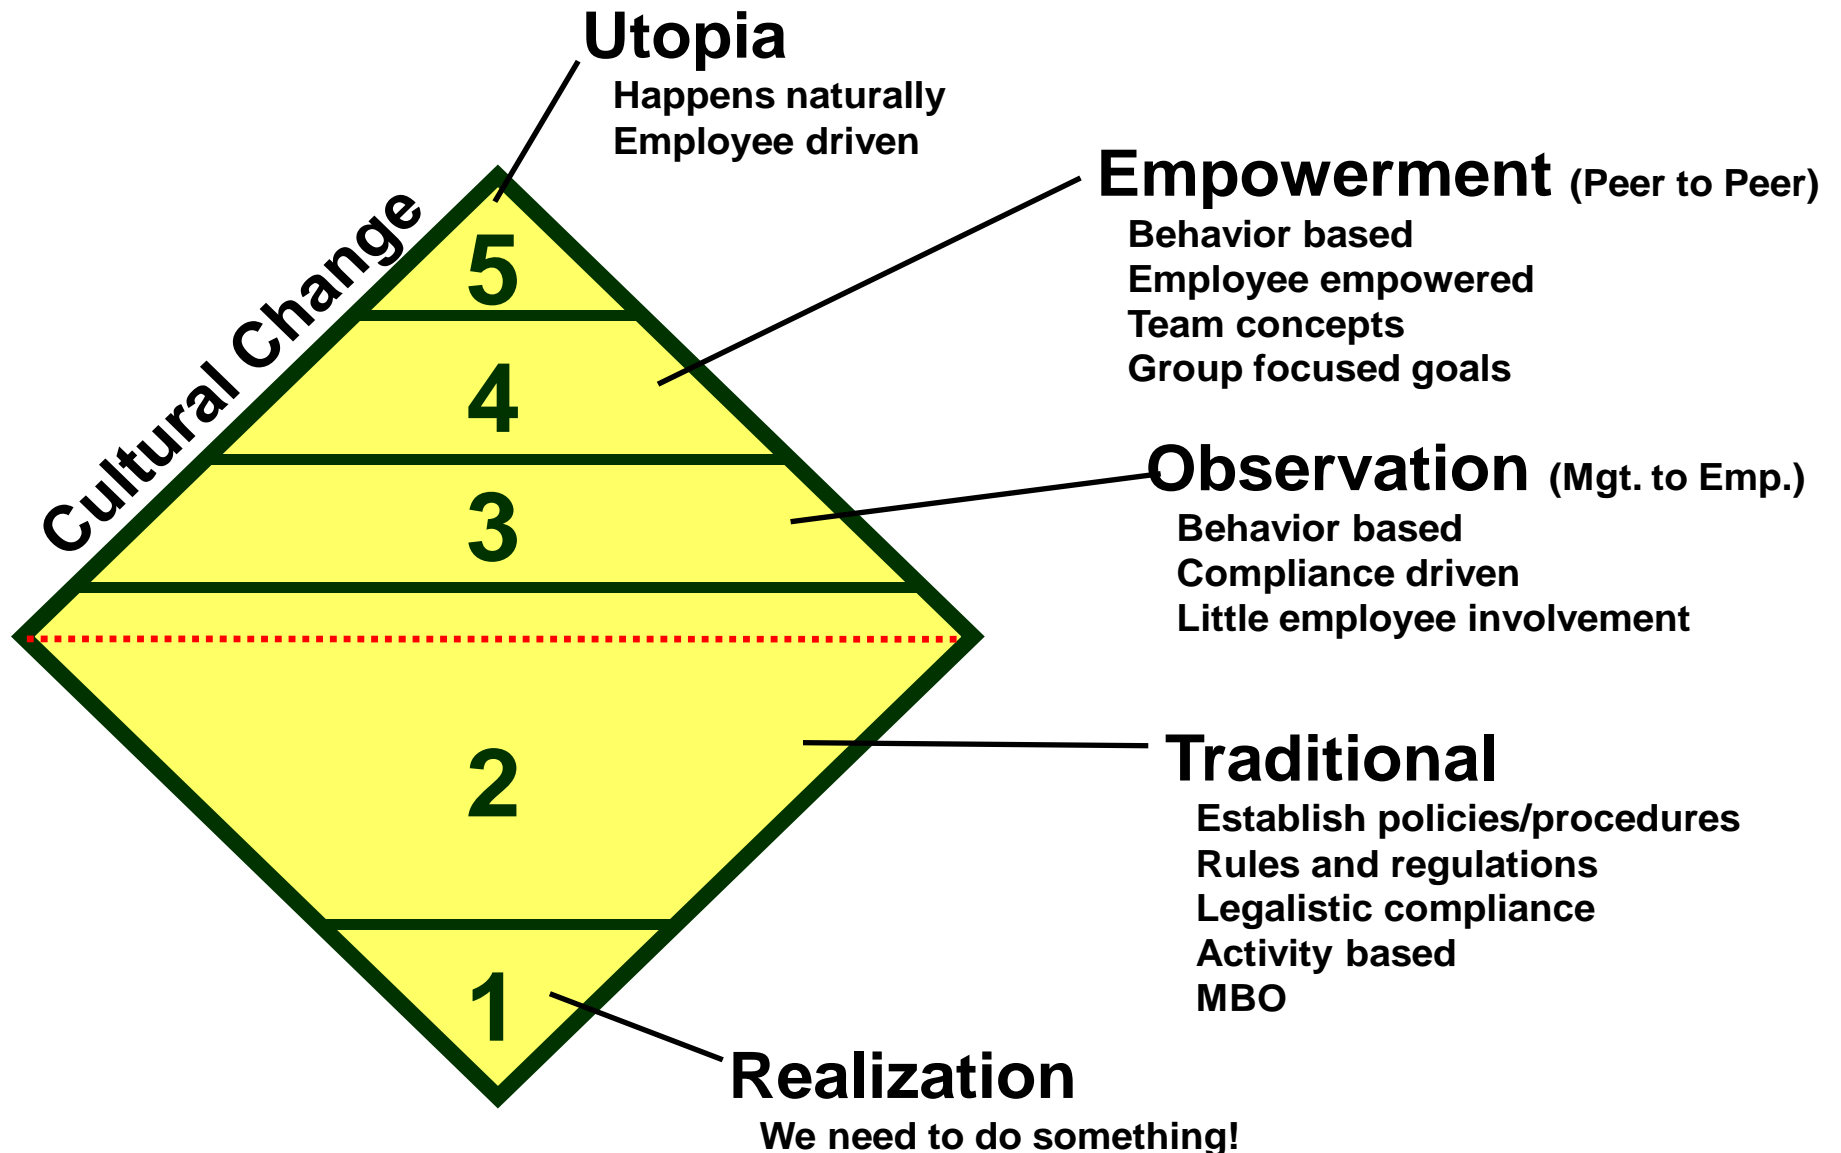 Utopia
Happens naturally
Employee driven
Cultural Change
5
Empowerment (Peer to Peer)
Behavior based
Employee empowered
Team concepts
Group focused goals
4
Observation (Mgt. to Emp.)
Behavior based
Compliance driven
Little employee involvement
3
Traditional
Establish policies/procedures
Rules and regulations
Legalistic compliance
Activity based
MBO
2
1
Realization
We need to do something!